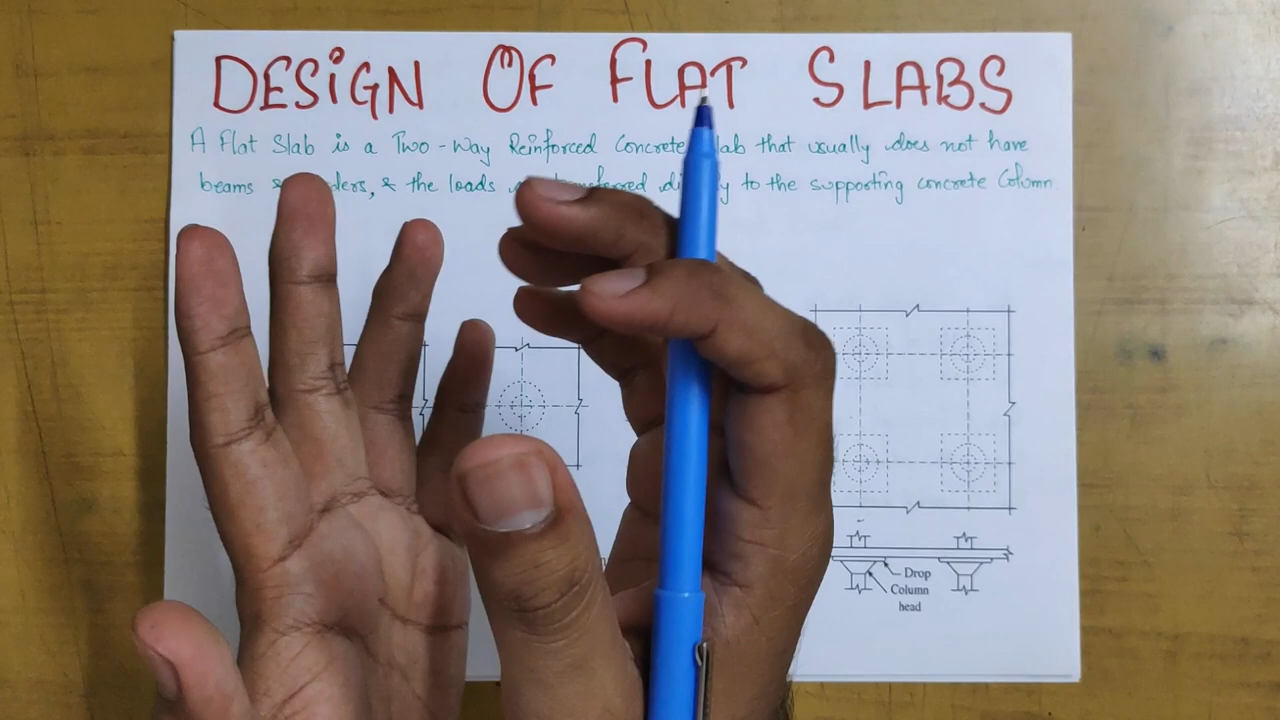 DESIGN OF FLAT SLABS
A Flat Slab is a Two-Way Reinforced Concrete slab that usually does not have
beams & the loads to the supporting concrete Column.
Drop
Column
head